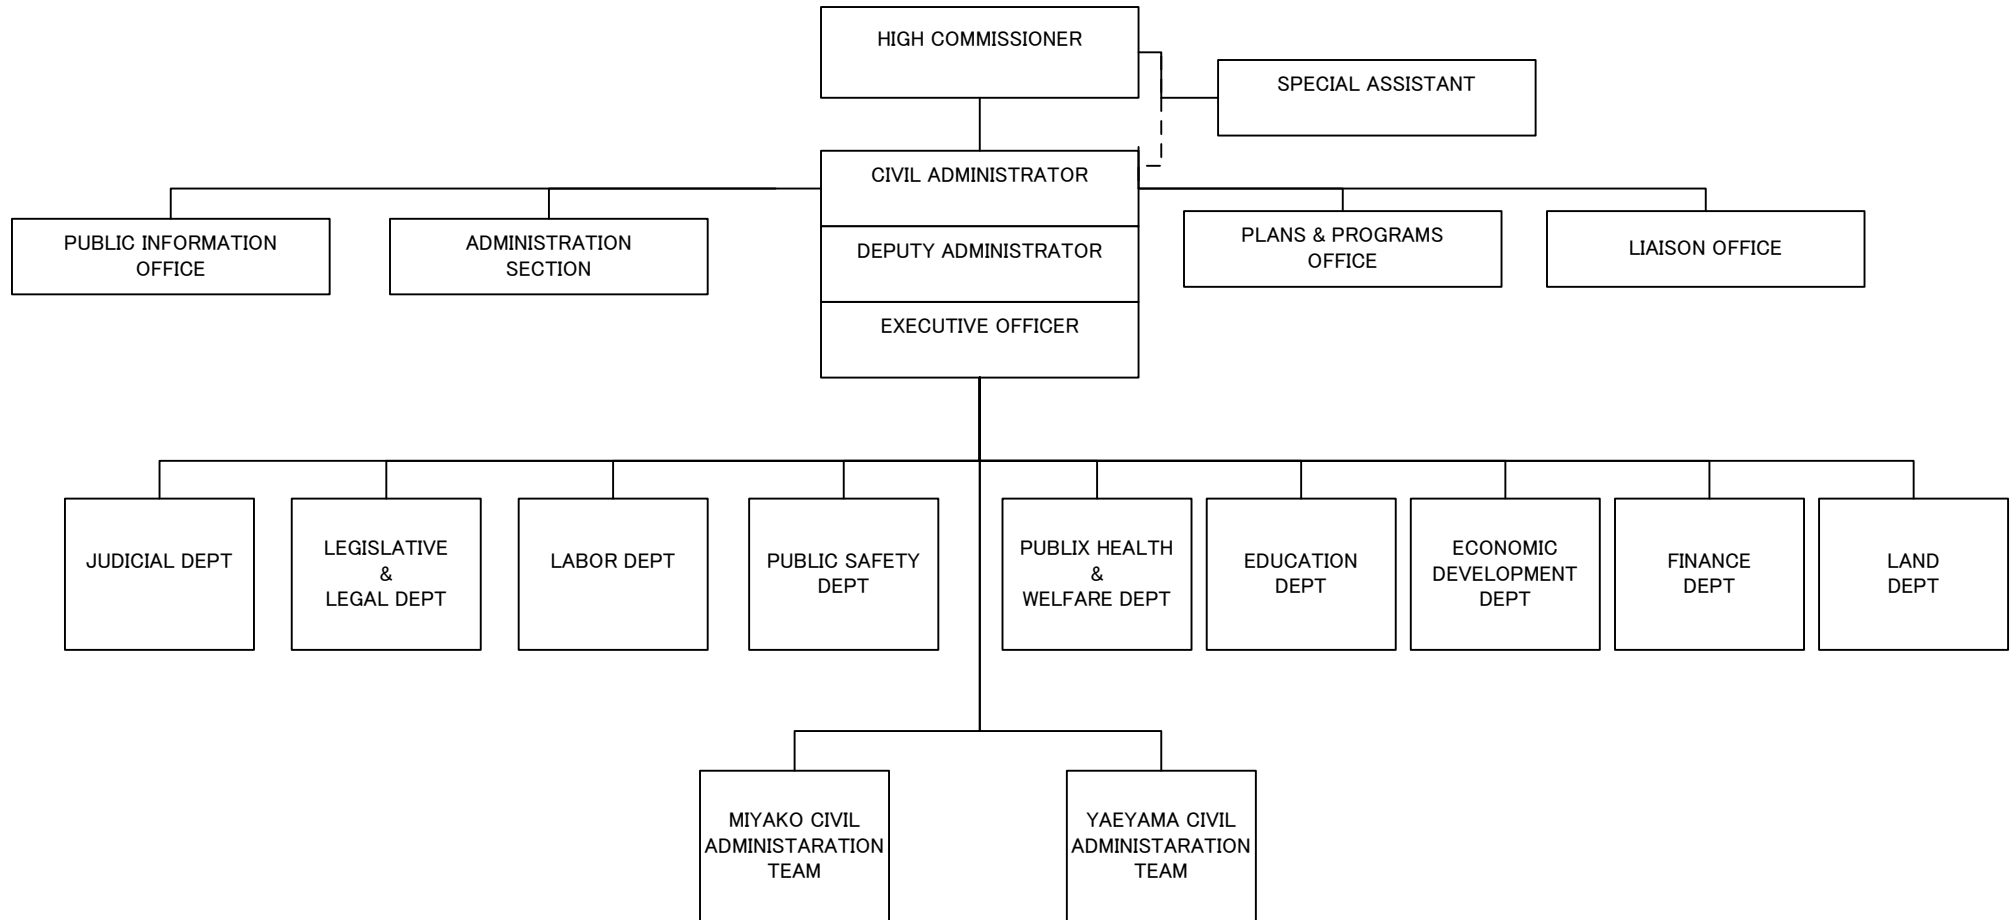 HIGH COMMISSIONER
SPECIAL ASSISTANT
CIVIL ADMINISTRATOR
DEPUTY ADMINISTRATOR
EXECUTIVE OFFICER
PUBLIC INFORMATION
OFFICE
ADMINISTRATION
SECTION
PLANS & PROGRAMS
OFFICE
LIAISON OFFICE
JUDICIAL DEPT
LEGISLATIVE
&
LEGAL DEPT
LABOR DEPT
PUBLIC SAFETY
DEPT
PUBLIX HEALTH
&
WELFARE DEPT
EDUCATION
DEPT
ECONOMIC
DEVELOPMENT
DEPT
FINANCE
DEPT
LAND
DEPT
MIYAKO CIVIL
ADMINISTARATION
TEAM
YAEYAMA CIVIL
ADMINISTARATION
TEAM